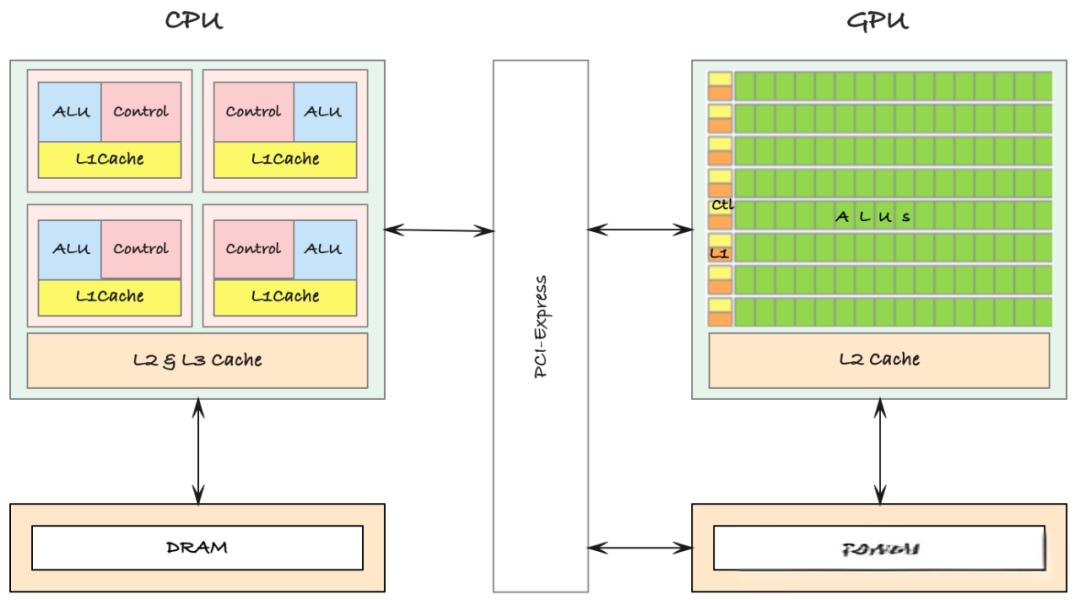 CPU
GPU
ALU Control
L1Cache
Control ALU
L1Cache
ALU Control
L1Cache
Control ALU
L1Cache
L2 & L3 Cache
DRAM
PCI-Express
Ctl
ALUs
L1
L2 Cache